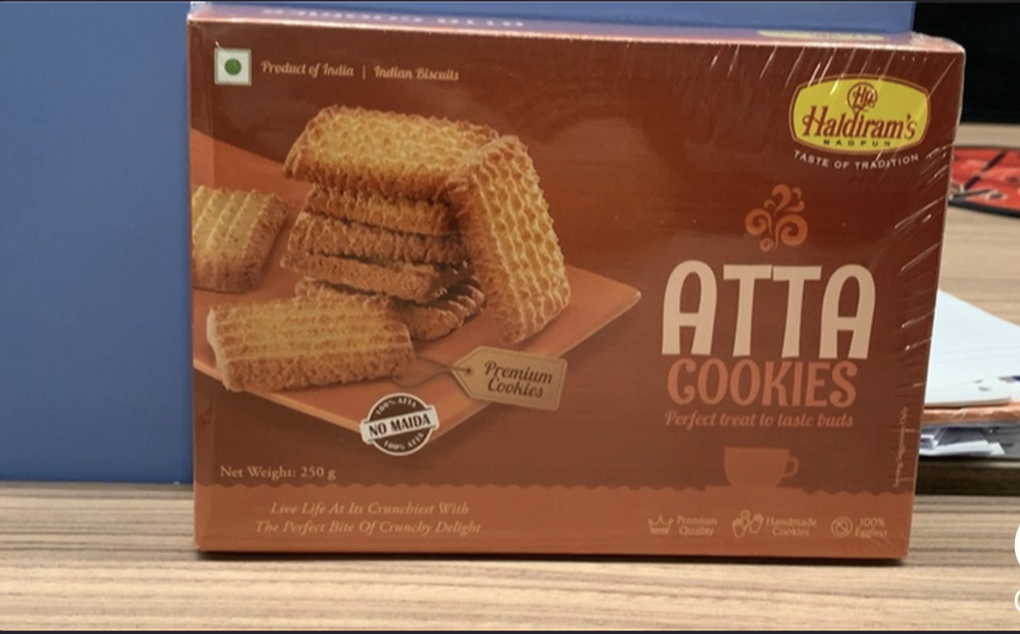 Product of India | Indian Biscuits
Hr
Haldiram's
NAGPUR
TASTE OF TRADITION
ATTA
COOKIES
Perfect treat to taste buds
Premium
Cookies
100% ATTA
NO MAIDA
100% ATTA
Net Weight: 250 g
Live Life At Its Crunchiest With
The Perfect Bite Of Crunchy Delight
Premium
Quality
Handmade
Cookies
100%
Eggless